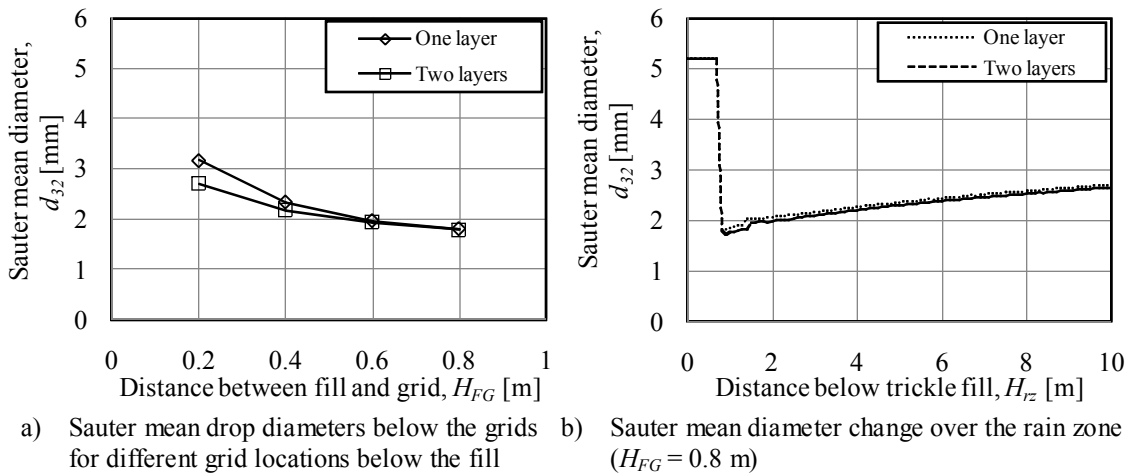 Sauter mean diameter,
d32 [mm]
6
5
4
3
2
1
0
One layer
Two layers
0
0.2
0.4
0.6
0.8
1
Distance between fill and grid, HFG [m]
a) Sauter mean drop diameters below the grids
for different grid locations below the fill
Sauter mean diameter,
d32 [mm]
6
5
4
3
2
1
0
One layer
Two layers
0
2
4
6
8
10
Distance below trickle fill, Hrz [m]
b) Sauter mean diameter change over the rain zone
(HFG = 0.8 m)